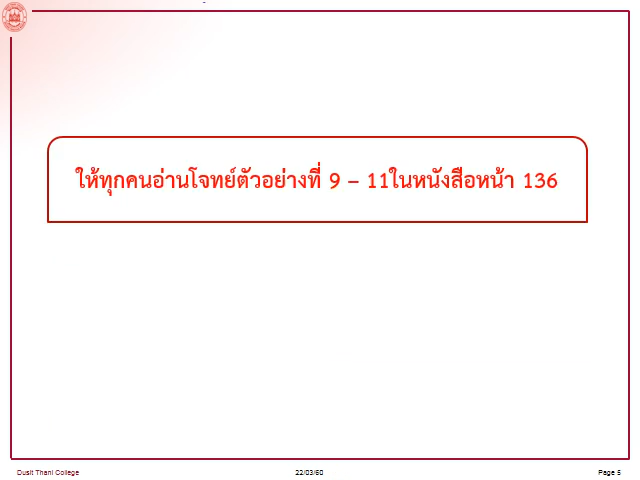 ให้ทุกคนอ่านโจทย์ตัวอย่างที่ 9 – 11ในหนังสือหน้า 136
Dusit Thani College 22/03/60 Page 5